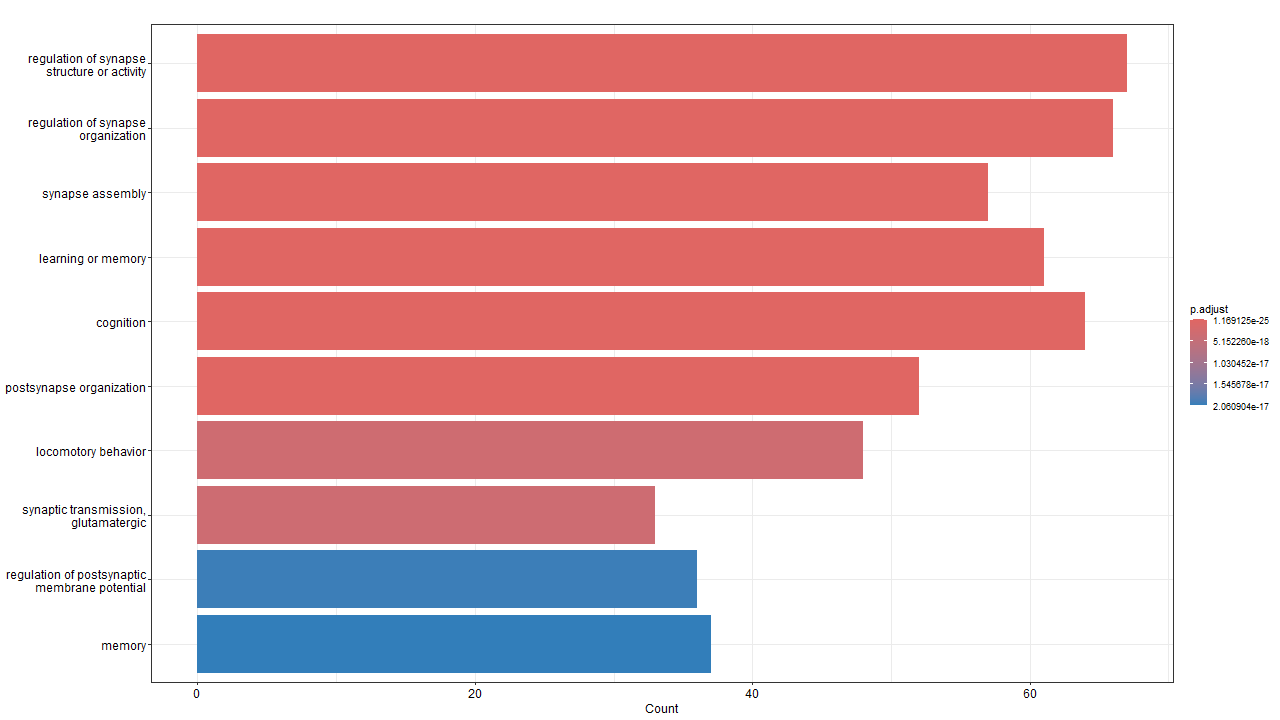 regulation of synapse
structure or activity
regulation of synapse
organization
synapse assembly
learning or memory
cognition
postsynapse organization
locomotory behavior
synaptic transmission,
glutamatergic
regulation of postsynaptic
membrane potential
memory
0
20
40
60
Count
p.adjust
1.169125e-25
5.152260e-18
1.030452e-17
1.545678e-17
2.060904e-17